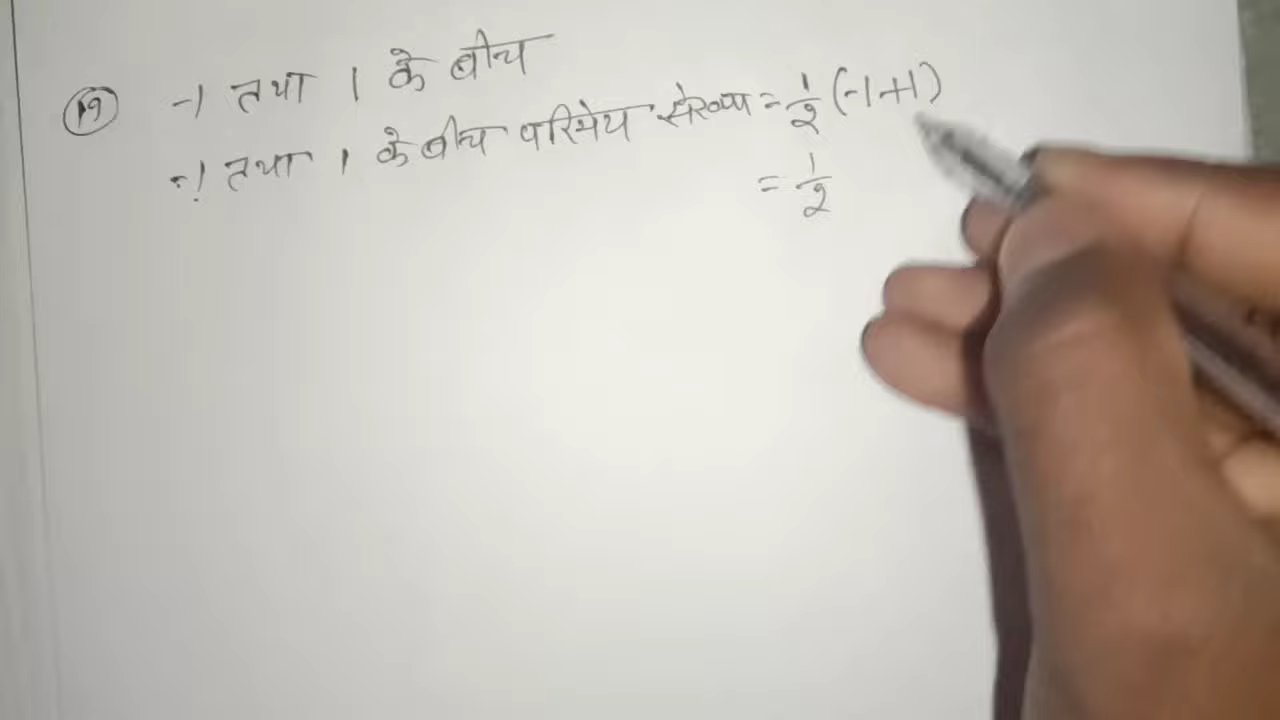 (19) -1 तथा 1 के बीच
-1 तथा 1 के बीच परिमेय संख्या = 1/2 (-1+1)
= 1/2